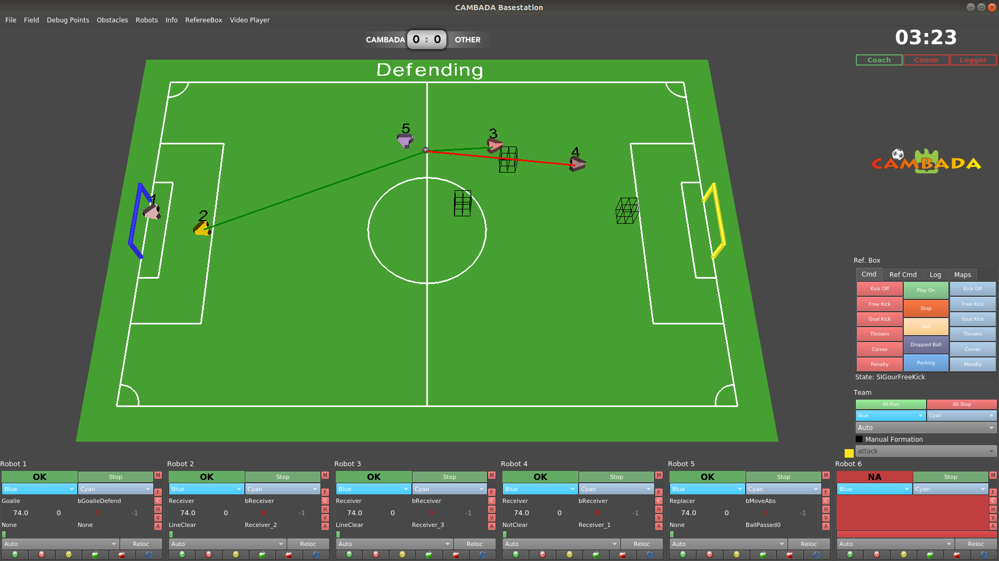 CAMBADA Basestation
File Field Debug Points Obstacles Robots Info RefereeBox Video Player
CAMBADA 0 : 0 OTHER
03:23
Coach Comm Logger
Defending
5
3
4
1
2
CAMBADA
Ref. Box
Cmd Ref Cmd Log Maps
Kick Off Play On Kick Off
Free Kick Stop Free Kick
Goal Kick Halt Goal Kick
Throwin Dropped Ball Throwin
Corner Parking Corner
Penalty Penalty
State: SIGourFreeKick
Team
All Run All Stop
Blue Cyan
Auto
Manual Formation
attack
Robot 1
OK Stop M
Blue Cyan F
Goalie bGoalieDefend C
74.0 0 0 -1 H
V
None None A
Auto Reloc
Robot 2
OK Stop M
Blue Cyan F
Receiver bReceiver C
74.0 0 0 -1 H
V
LineClear Receiver_2 A
Auto Reloc
Robot 3
OK Stop M
Blue Cyan F
Receiver bReceiver C
74.0 0 0 -1 H
V
LineClear Receiver_3 A
Auto Reloc
Robot 4
OK Stop M
Blue Cyan F
Receiver bReceiver C
74.0 0 0 -1 H
V
NotClear Receiver_1 A
Auto Reloc
Robot 5
OK Stop M
Blue Cyan F
Replacer bMoveAbs C
74.0 0 0 -1 H
V
None BallPassed0 A
Auto Reloc
Robot 6
NA Stop M
Blue Cyan F
C
H
V
A
Auto Reloc